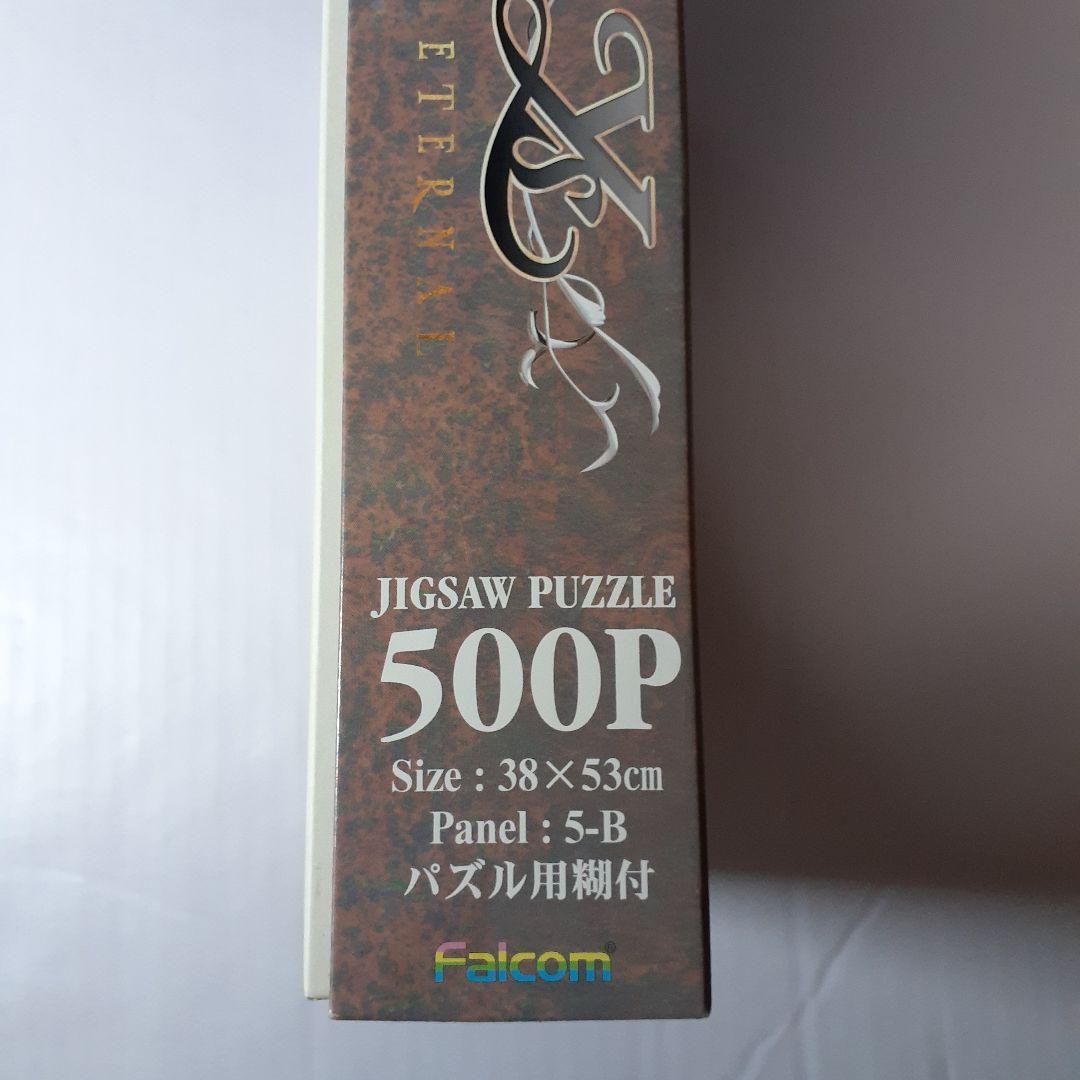 ETERNAL
JIGSAW PUZZLE
500P
Size : 38×53cm
Panel : 5-B
パズル用糊付
Falcom®